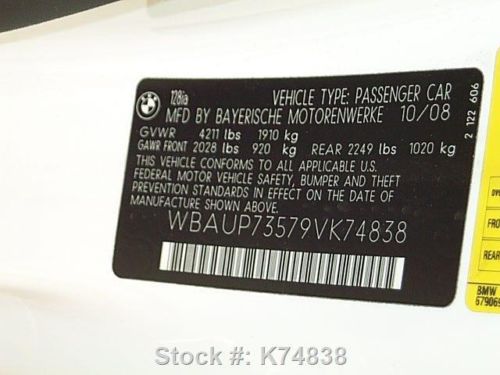 128ia
VEHICLE TYPE: PASSENGER CAR
MFD BY BAYERISCHE MOTORENWERKE 10/08
GVWR 4211 lbs 1910 kg
GAWR FRONT 2028 lbs 920 kg REAR 2249 lbs 1020 kg
THIS VEHICLE CONFORMS TO ALL APPLICABLE
FEDERAL MOTOR VEHICLE SAFETY, BUMPER AND THEFT
PREVENTION STANDARDS IN EFFECT ON THE DATE OF
MANUFACTURE SHOWN ABOVE.
WBAUP73579VK74838
2 122 606
FRO
REAR
BMW
Stock #: K74838